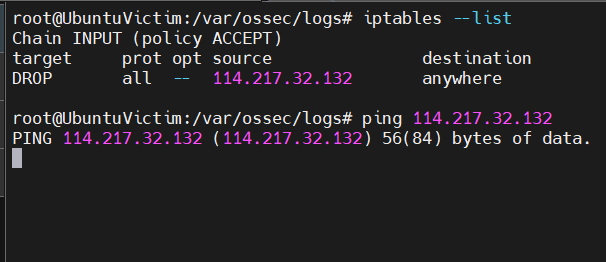 root@UbuntuVictim:/var/ossec/logs# iptables --list
Chain INPUT (policy ACCEPT)
target     prot opt source               destination
DROP       all  --  114.217.32.132       anywhere
root@UbuntuVictim:/var/ossec/logs# ping 114.217.32.132
PING 114.217.32.132 (114.217.32.132) 56(84) bytes of data.